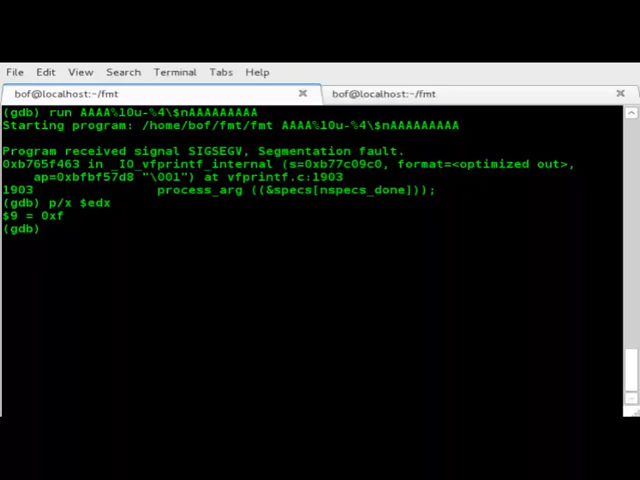 File Edit View Search Terminal Tabs Help
bof@localhost:~/fmt bof@localhost:~/fmt
(gdb) run AAAA%10u-%4\$nAAAAAAAAA
Starting program: /home/bof/fmt/fmt AAAA%10u-%4\$nAAAAAAAAA
Program received signal SIGSEGV, Segmentation fault.
0xb765f463 in _IO_vfprintf_internal (s=0xb77c09c0, format=<optimized out>,
ap=0xbfbf57d8 "\001") at vfprintf.c:1903
1903 process_arg ((&specs[nspecs_done]));
(gdb) p/x $edx
$9 = 0xf
(gdb)